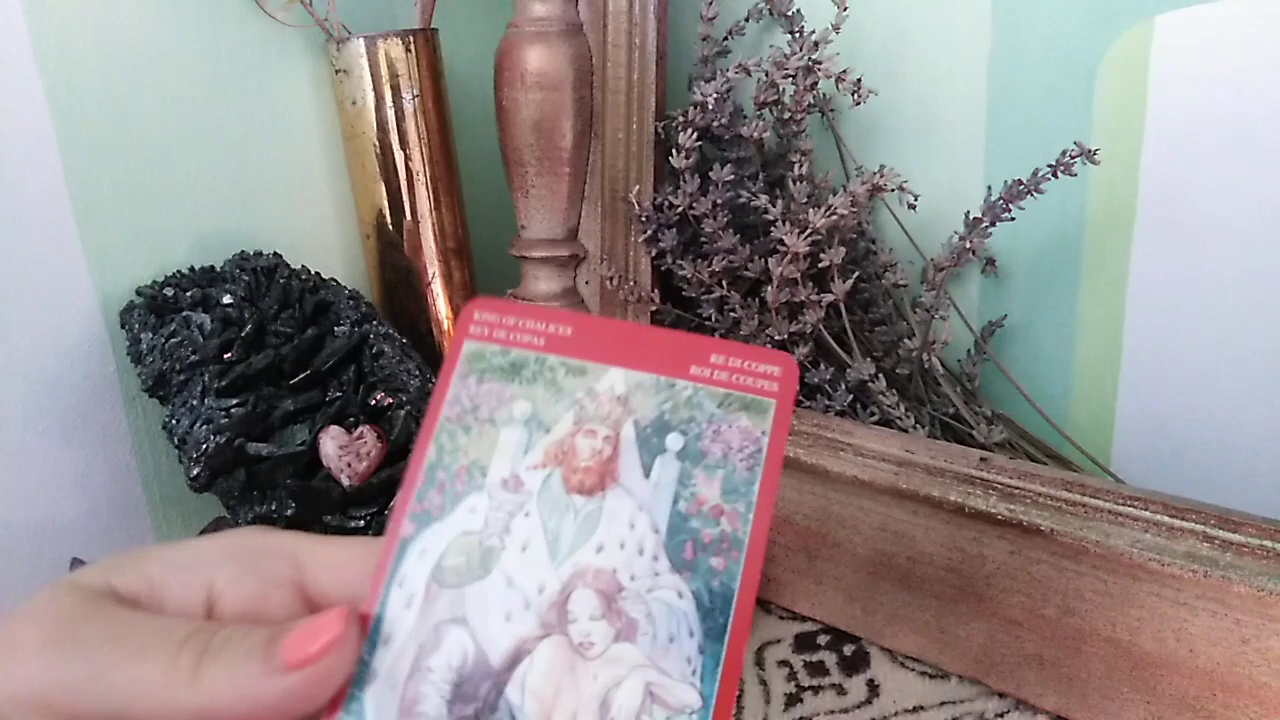 KING OF CHALICES
REY DE COPAS
RE DI COPPE
ROI DE COUPES